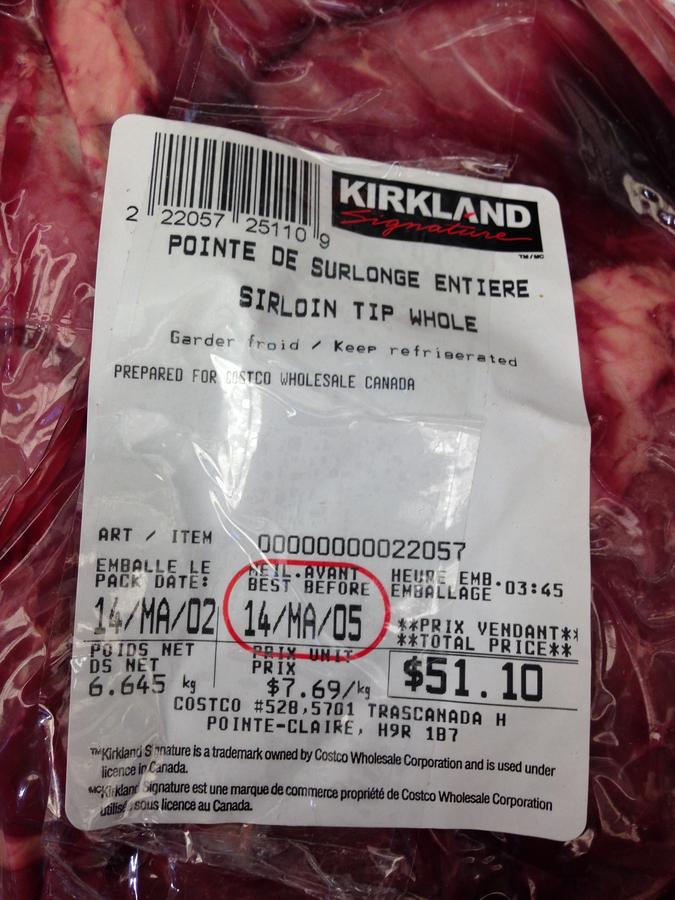 KIRKLAND
Signature
TM/MC
2 22057 25110 9
POINTE DE SURLONGE ENTIERE
SIRLOIN TIP WHOLE
Garder froid / Keep refrigerated
PREPARED FOR COSTCO WHOLESALE CANADA
ART / ITEM 00000000022057
EMBALLE LE
PACK DATE:
14/MA/02
MEIL.AVANT
BEST BEFORE
14/MA/05
HEURE EMB.03:45
EMBALLAGE
POIDS NET
DS NET
6.645 kg
PRIX UNIT
PRIX
$7.69/kg
**PRIX VENDANT**
**TOTAL PRICE**
$51.10
COSTCO #528,5701 TRASCANADA H
POINTE-CLAIRE, H9R 1B7
™Kirkland Signature is a trademark owned by Costco Wholesale Corporation and is used under
licence in Canada.
MCKirkland Signature est une marque de commerce propriété de Costco Wholesale Corporation
utilisée sous licence au Canada.